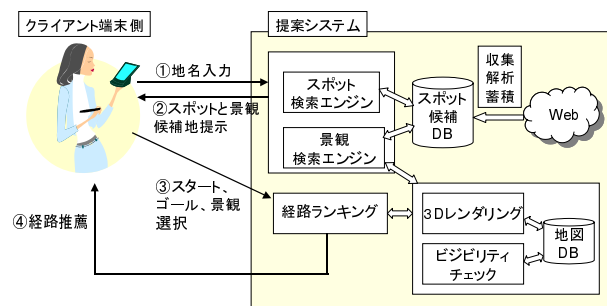 クライアント端末側
提案システム
①地名入力
②スポットと景観
候補地提示
③スタート、
ゴール、景観
選択
④経路推薦
スポット
検索エンジン
景観
検索エンジン
スポット
候補
DB
収集
解析
蓄積
Web
経路ランキング
3Dレンダリング
ビジビリティ
チェック
地図
DB